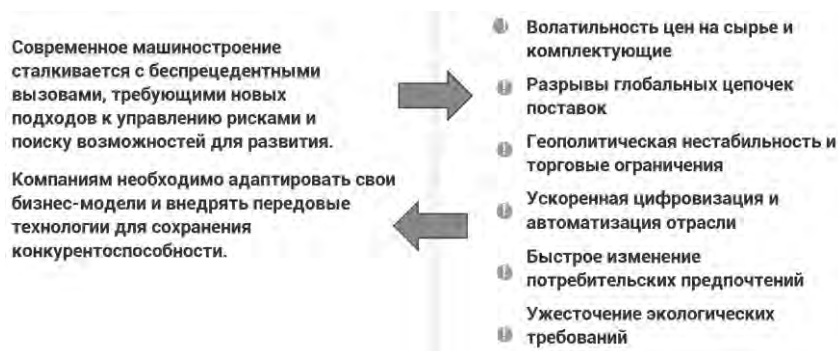 Современное машиностроение
сталкивается с беспрецедентными
вызовами, требующими новых
подходов к управлению рисками и
поиску возможностей для развития.
Компаниям необходимо адаптировать свои
бизнес-модели и внедрять передовые
технологии для сохранения
конкурентоспособности.
Волатильность цен на сырье и
комплектующие
Разрывы глобальных цепочек
поставок
Геополитическая нестабильность и
торговые ограничения
Ускоренная цифровизация и
автоматизация отрасли
Быстрое изменение
потребительских предпочтений
Ужесточение экологических
требований